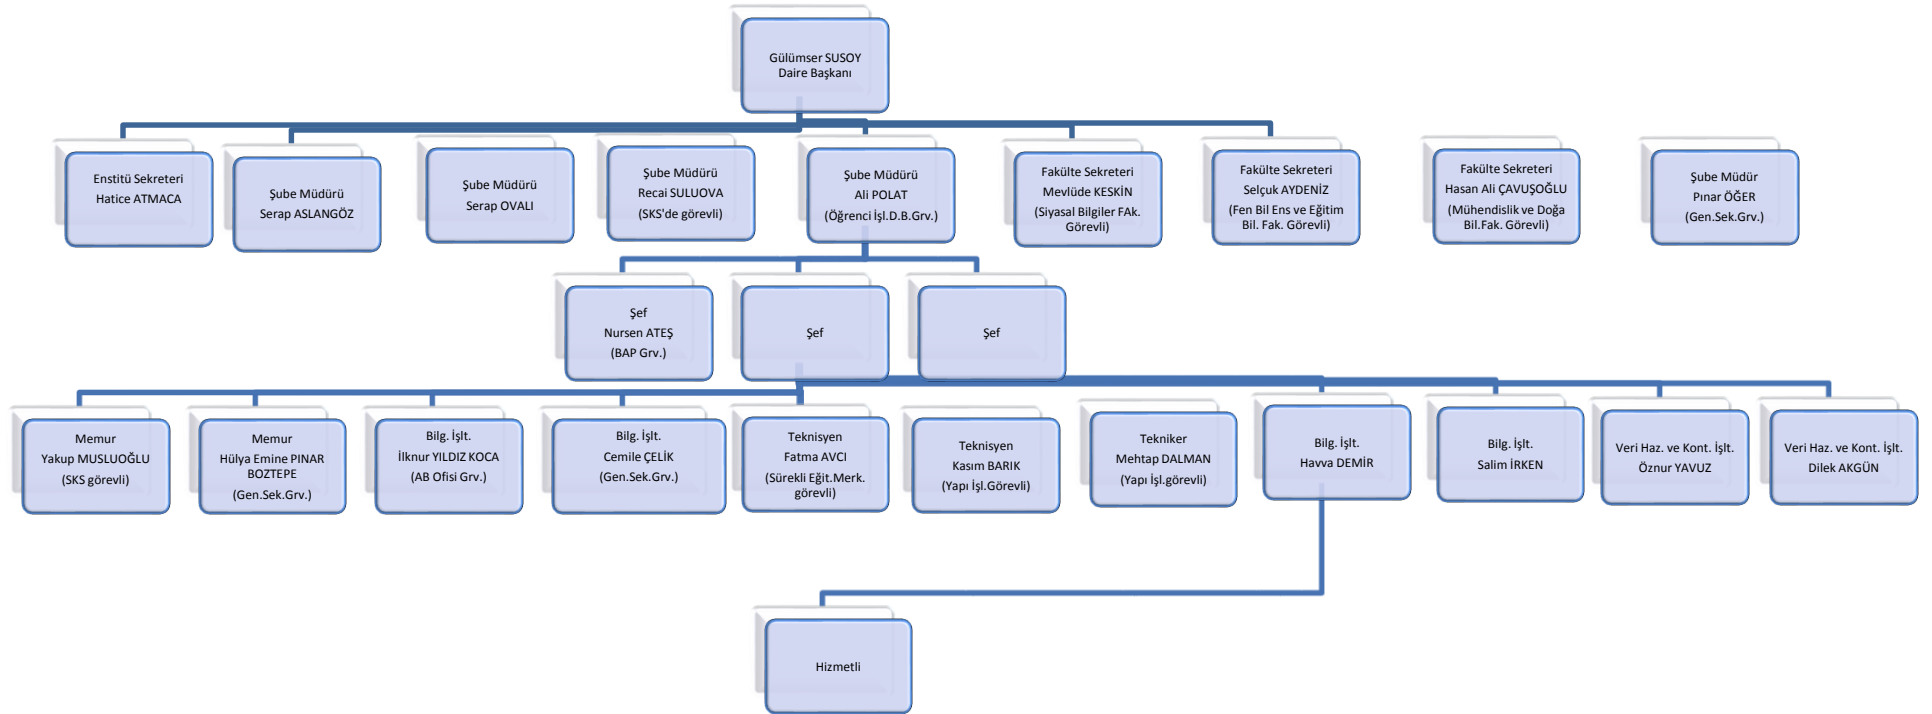 Gülümser SUSOY
Daire Başkanı
Enstitü Sekreteri
Hatice ATMACA
Şube Müdürü
Serap ASLANGÖZ
Şube Müdürü
Serap OVALI
Şube Müdürü
Recai SULUOVA
(SKS'de görevli)
Şube Müdürü
Ali POLAT
(Öğrenci İşl.D.B.Grv.)
Fakülte Sekreteri
Mevlüde KESKİN
(Siyasal Bilgiler FAk.
Görevli)
Fakülte Sekreteri
Selçuk AYDENİZ
(Fen Bil Ens ve Eğitim
Bil. Fak. Görevli)
Fakülte Sekreteri
Hasan Ali ÇAVUŞOĞLU
(Mühendislik ve Doğa
Bil.Fak. Görevli)
Şube Müdür
Pınar ÖĞER
(Gen.Sek.Grv.)
Şef
Nursen ATEŞ
(BAP Grv.)
Şef
Şef
Memur
Yakup MUSLUOĞLU
(SKS görevli)
Memur
Hülya Emine PINAR
BOZTEPE
(Gen.Sek.Grv.)
Bilg. İşlt.
İlknur YILDIZ KOCA
(AB Ofisi Grv.)
Bilg. İşlt.
Cemile ÇELİK
(Gen.Sek.Grv.)
Teknisyen
Fatma AVCI
(Sürekli Eğit.Merk.
görevli)
Teknisyen
Kasım BARIK
(Yapı İşl.Görevli)
Tekniker
Mehtap DALMAN
(Yapı İşl.görevli)
Bilg. İşlt.
Havva DEMİR
Bilg. İşlt.
Salim İRKEN
Veri Haz. ve Kont. İşlt.
Öznur YAVUZ
Veri Haz. ve Kont. İşlt.
Dilek AKGÜN
Hizmetli